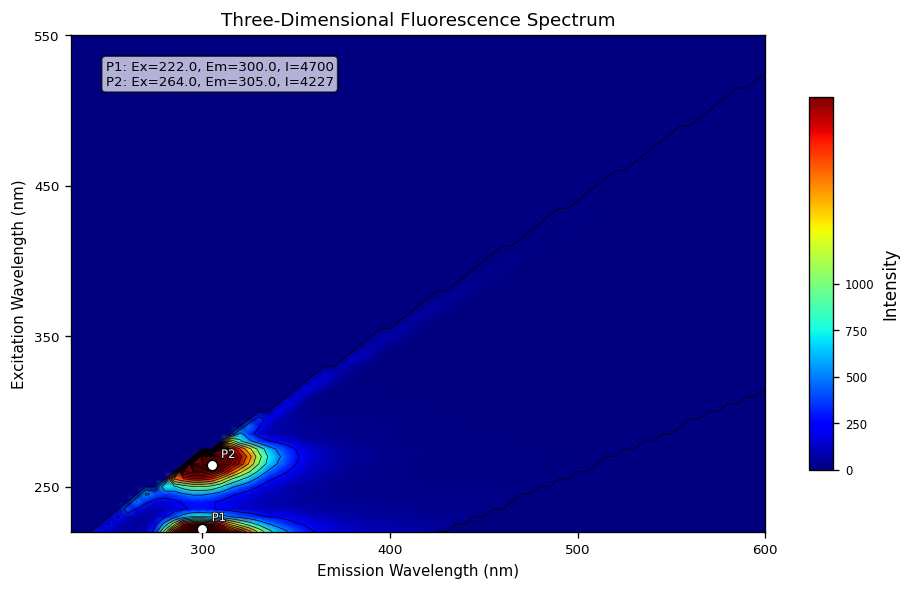 Three-Dimensional Fluorescence Spectrum
550
P1: Ex=222.0, Em=300.0, I=4700
P2: Ex=264.0, Em=305.0, I=4227
450
350
250
Excitation Wavelength (nm)
P2
P1
300
400
500
600
Emission Wavelength (nm)
1000
750
500
250
0
Intensity